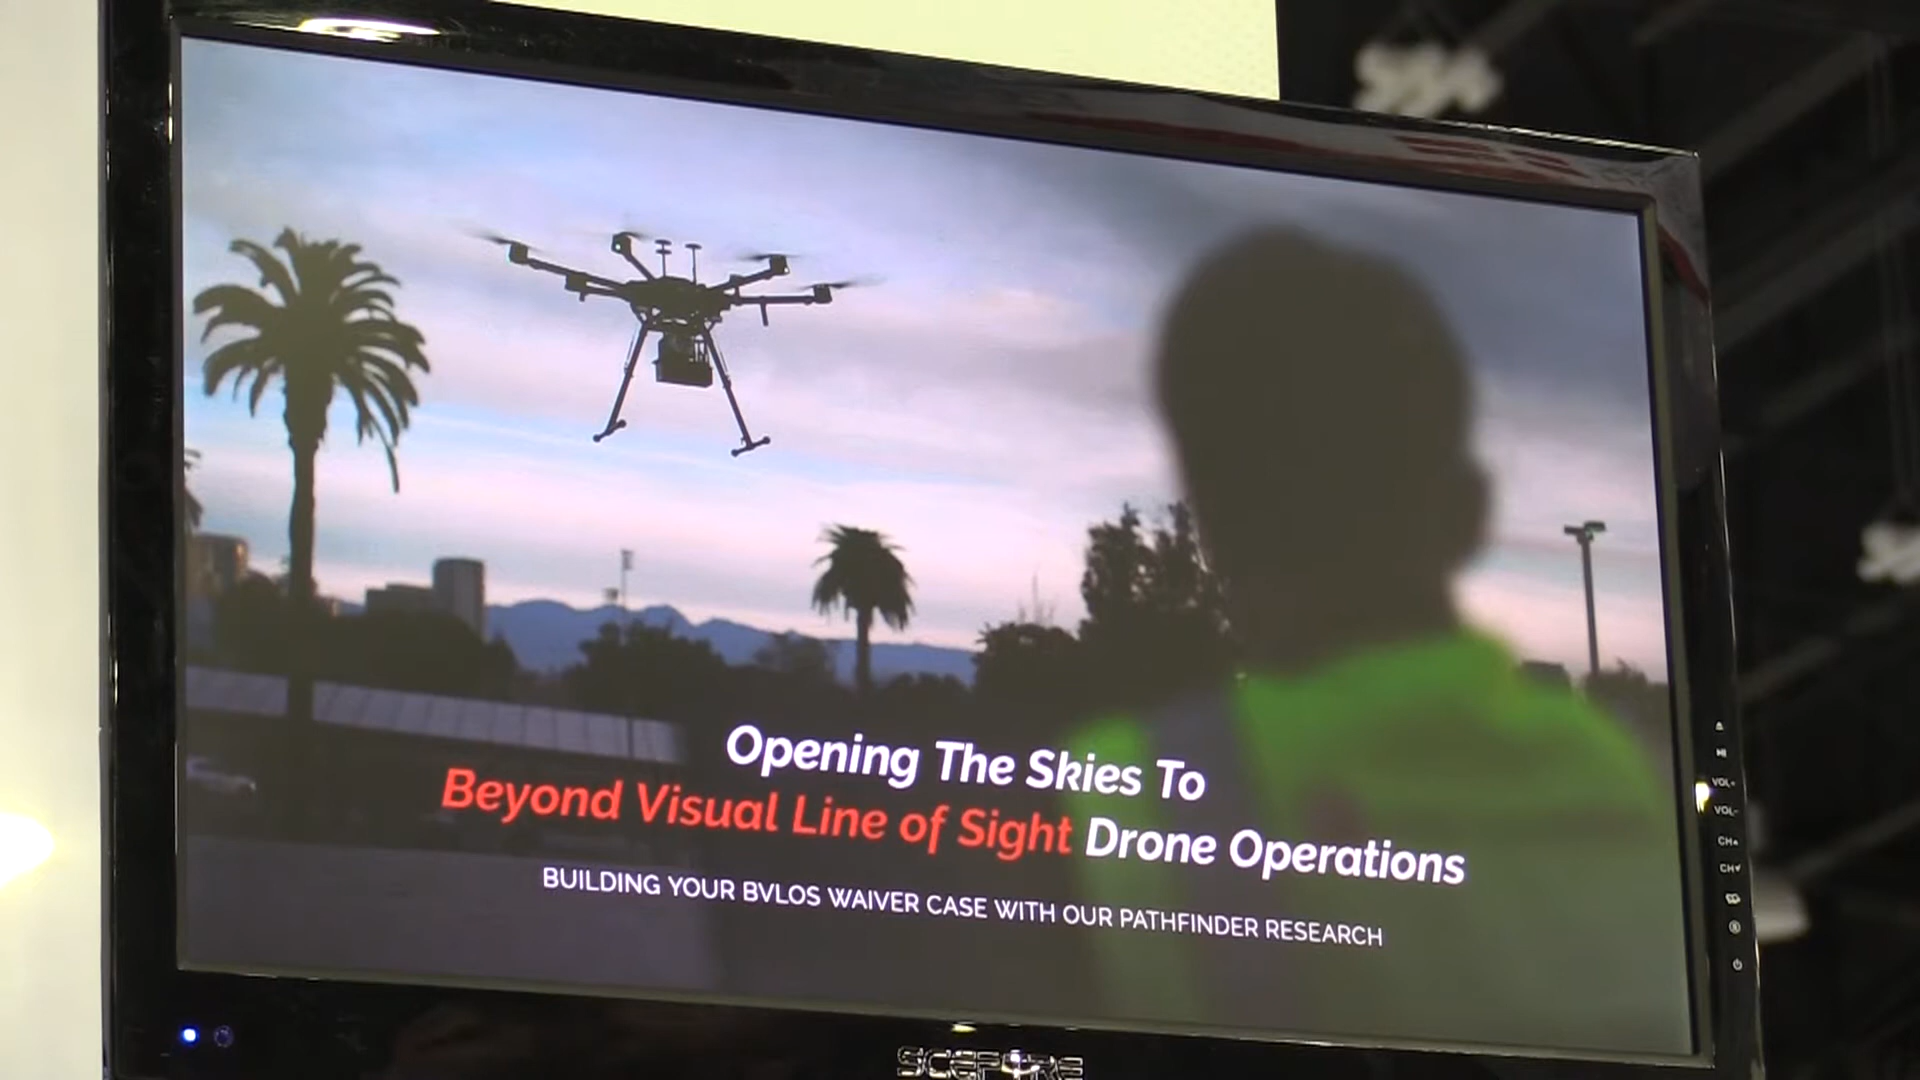 Opening The Skies To
Beyond Visual Line of Sight Drone Operations
BUILDING YOUR BVLOS WAIVER CASE WITH OUR PATHFINDER RESEARCH
VOL+
VOL-
CH▲
CH▼
SCEPTRE